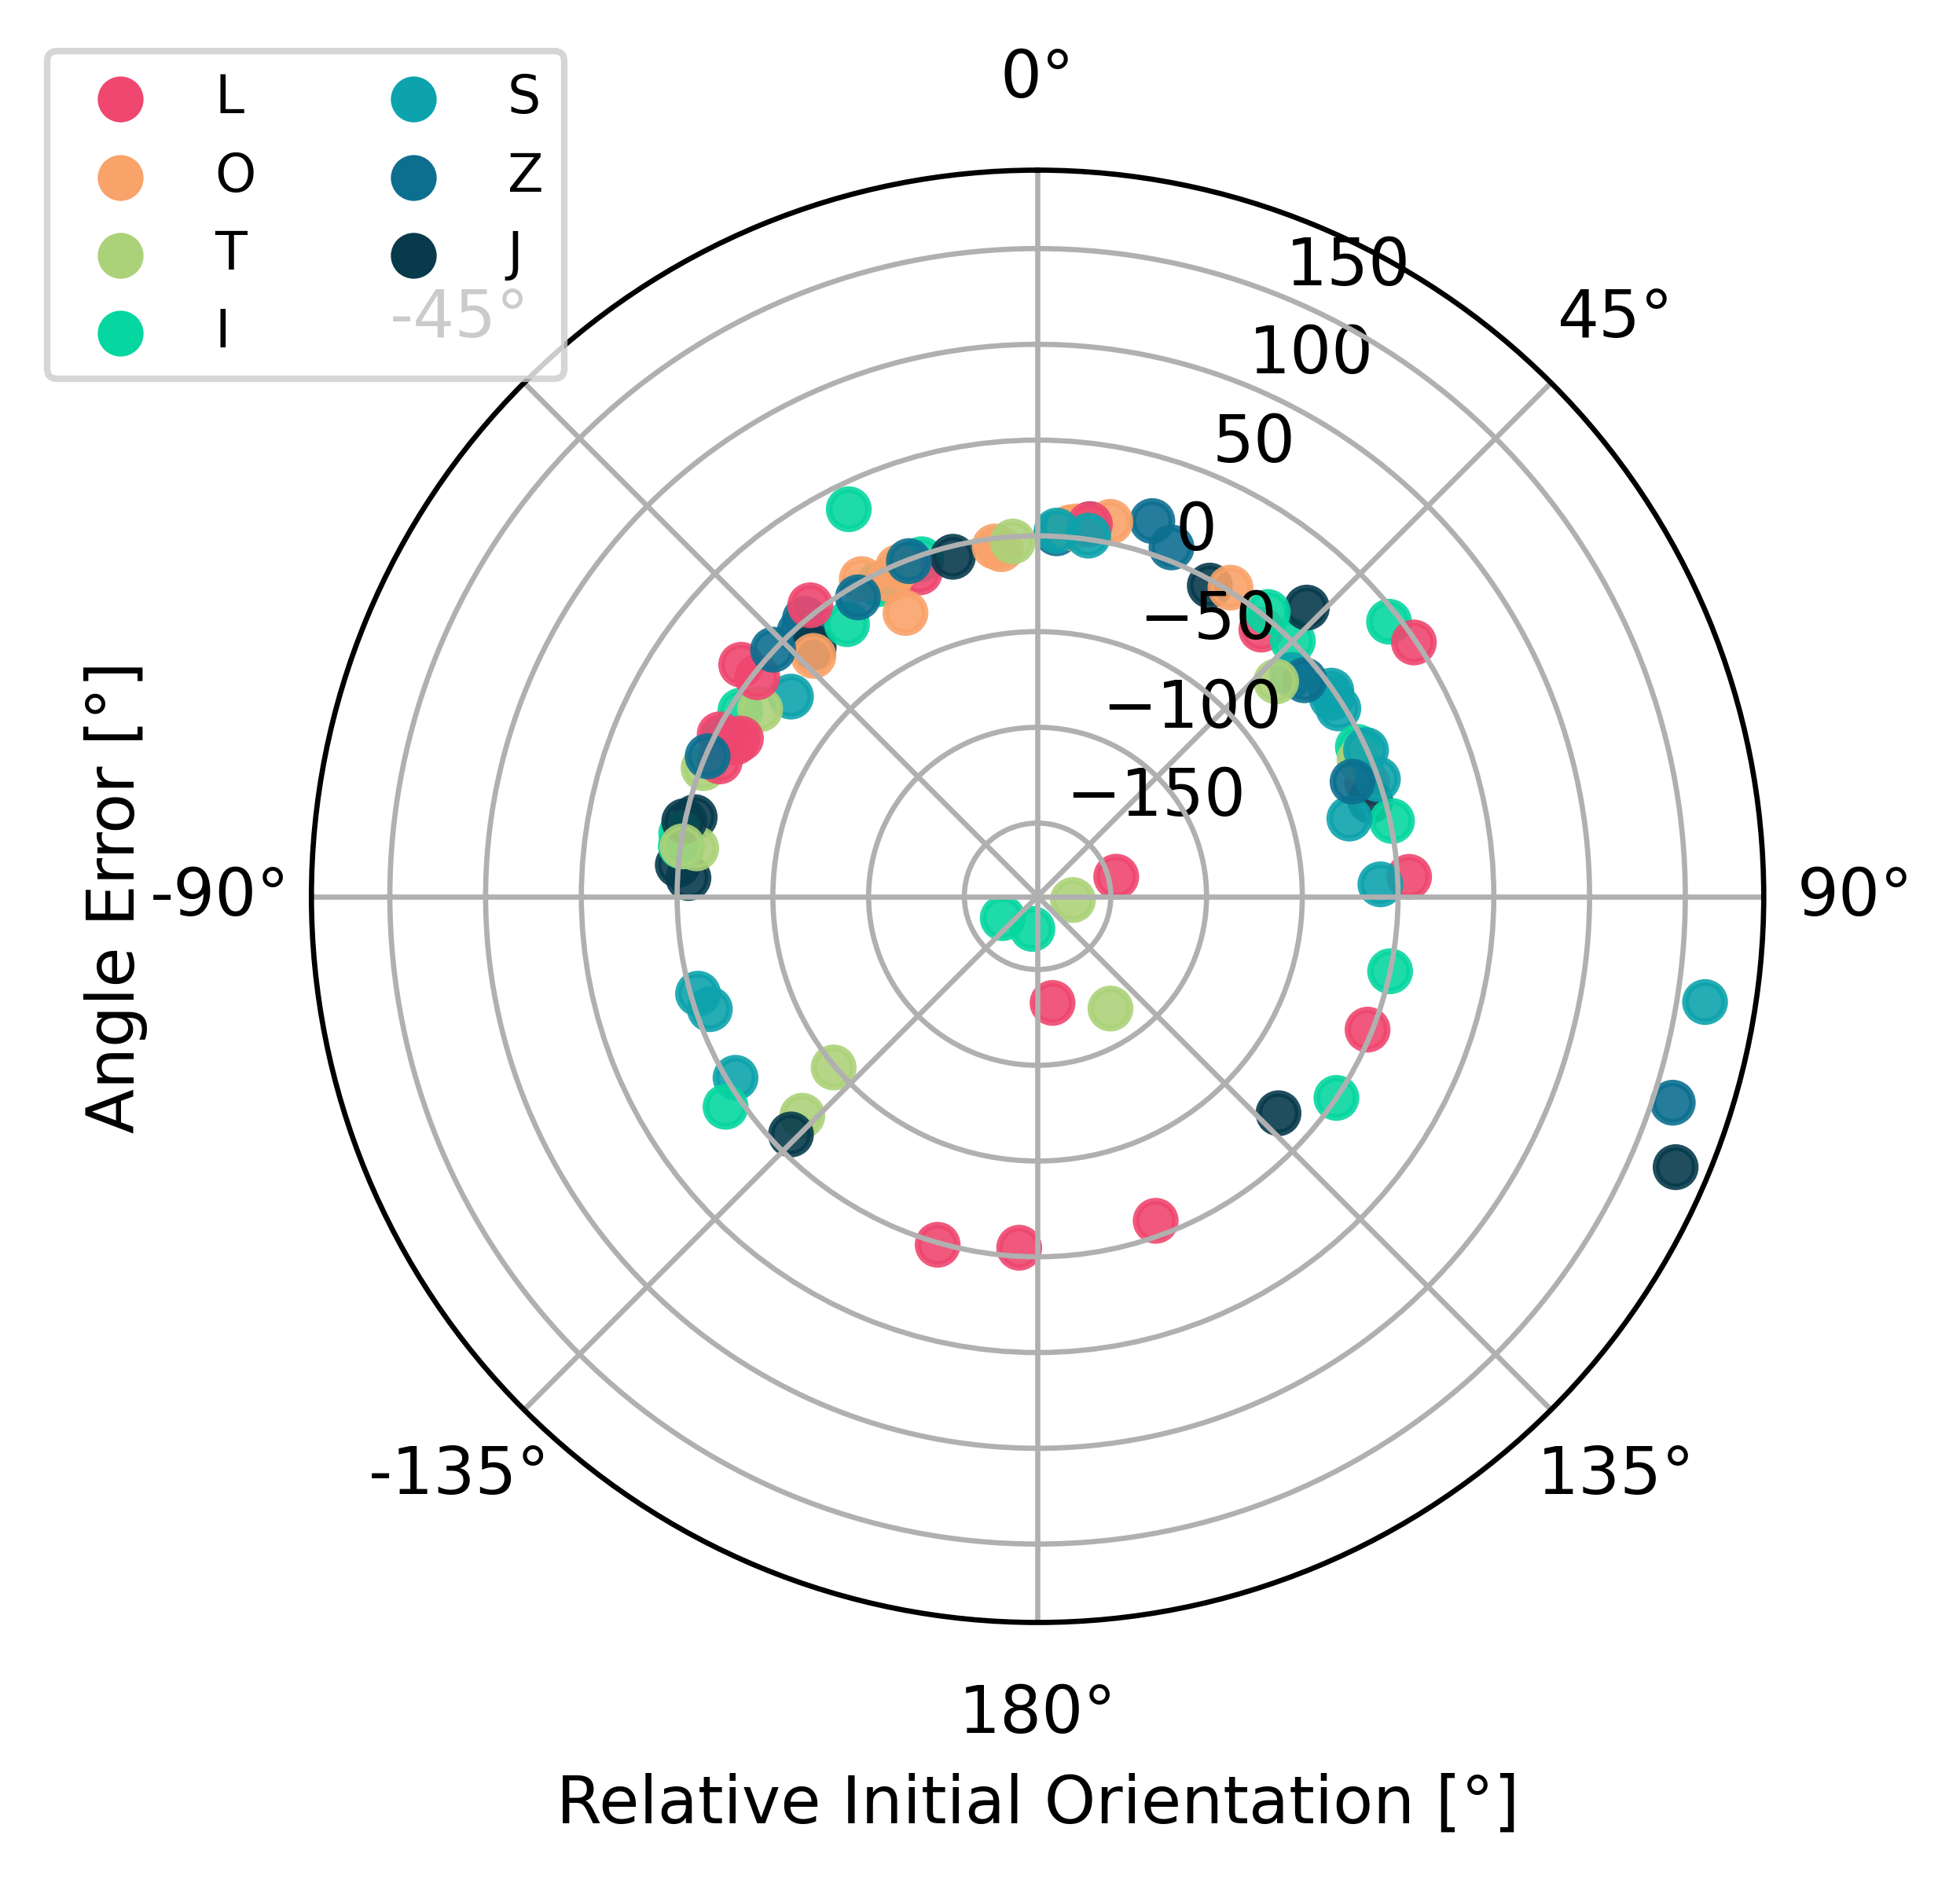 L
S
O
Z
T
J
I
-45°
0°
45°
150
100
50
0
−50
−100
−150
-90°
90°
-135°
135°
180°
Angle Error [°]
Relative Initial Orientation [°]